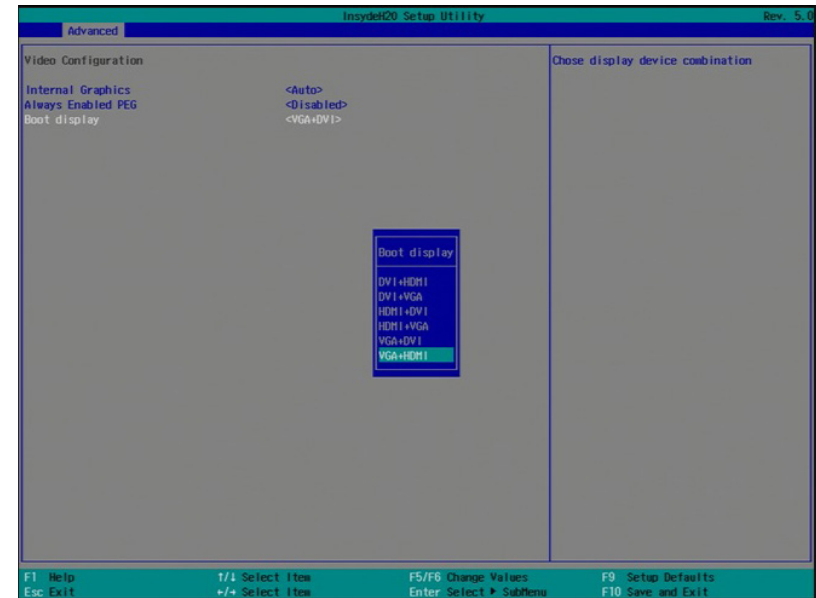 InsydeH20 Setup Utility Rev. 5.0
Advanced
Video Configuration
Chose display device combination
Internal Graphics <Auto>
Always Enabled PEG <Disabled>
Boot display <VGA+DVI>
Boot display
DVI+HDMI
DVI+VGA
HDMI+DVI
HDMI+VGA
VGA+DVI
VGA+HDMI
F1 Help ↑/↓ Select Item F5/F6 Change Values F9 Setup Defaults
Esc Exit ←/→ Select Item Enter Select ▶ SubMenu F10 Save and Exit